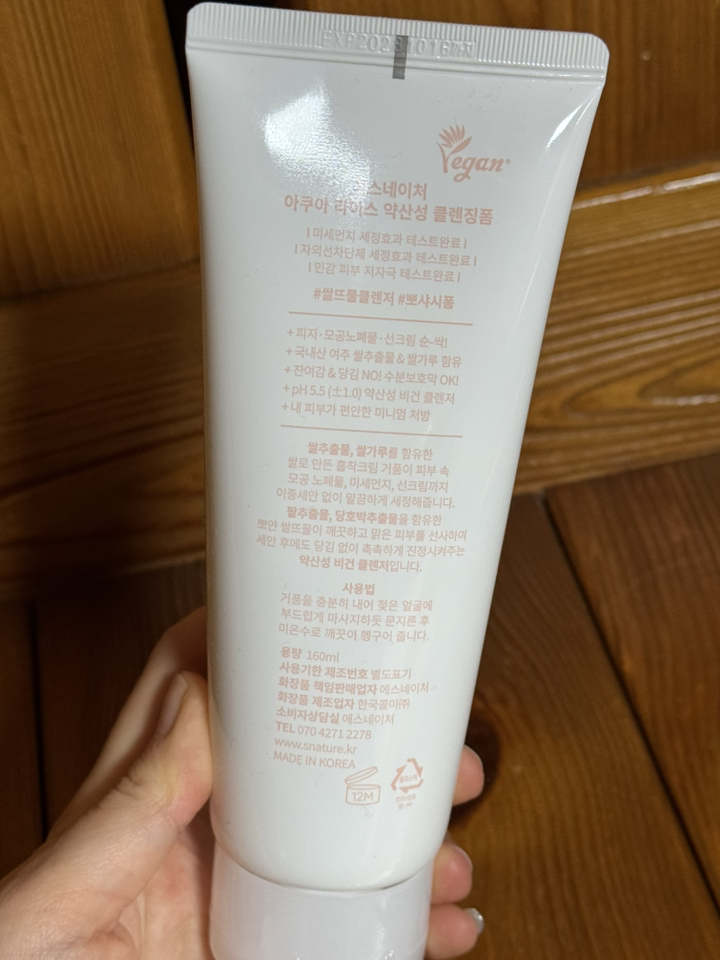 Vegan
에스네이처
아쿠아 라이스 약산성 클렌징폼
| 미세먼지 세정효과 테스트완료 |
| 자외선차단제 세정효과 테스트완료 |
| 민감 피부 저자극 테스트완료 |
#쌀뜨물클렌저 #뽀샤시폼
+ 피지·모공노폐물·선크림 순-싹!
+ 국내산 여주 쌀추출물 & 쌀가루 함유
+ 잔여감 & 당김 NO! 수분보호막 OK!
+ pH 5.5 (±1.0) 약산성 비건 클렌저
+ 내 피부가 편안한 미니멈 처방
쌀추출물, 쌀가루를 함유한
쌀로 만든 흡착크림 거품이 피부 속
모공 노폐물, 미세먼지, 선크림까지
이중세안 없이 말끔하게 세정해줍니다.
팥추출물, 당호박추출물을 함유한
뽀얀 쌀뜨물이 깨끗하고 맑은 피부를 선사하며
세안 후에도 당김 없이 촉촉하게 진정시켜주는
약산성 비건 클렌저입니다.
사용법
거품을 충분히 내어 젖은 얼굴에
부드럽게 마사지하듯 문지른 후
미온수로 깨끗이 헹구어 줍니다.
용량 160ml
사용기한 제조번호 별도표기
화장품 책임판매업자 에스네이처
화장품 제조업자 한국콜마㈜
소비자상담실 에스네이처
TEL 070 4271 2278
www.snature.kr
MADE IN KOREA
12M